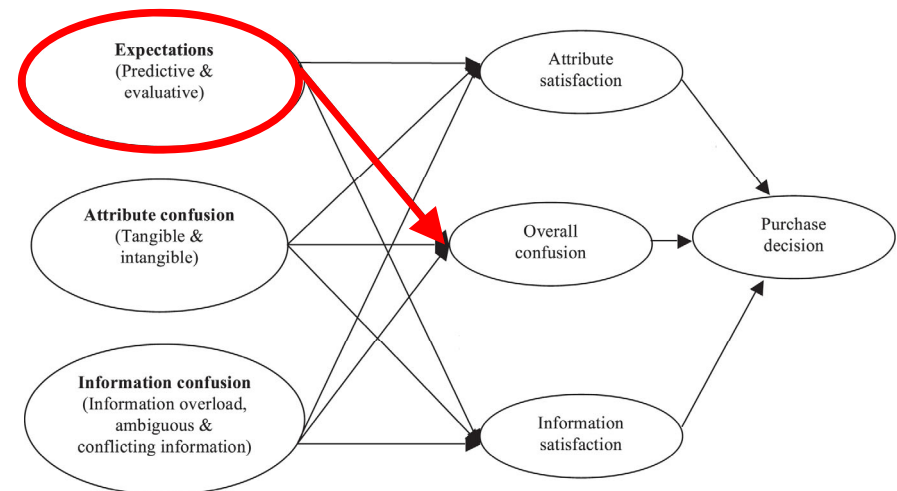 Expectations
(Predictive &
evaluative)
Attribute
satisfaction
Attribute confusion
(Tangible &
intangible)
Overall
confusion
Purchase
decision
Information confusion
(Information overload,
ambiguous &
conflicting information)
Information
satisfaction